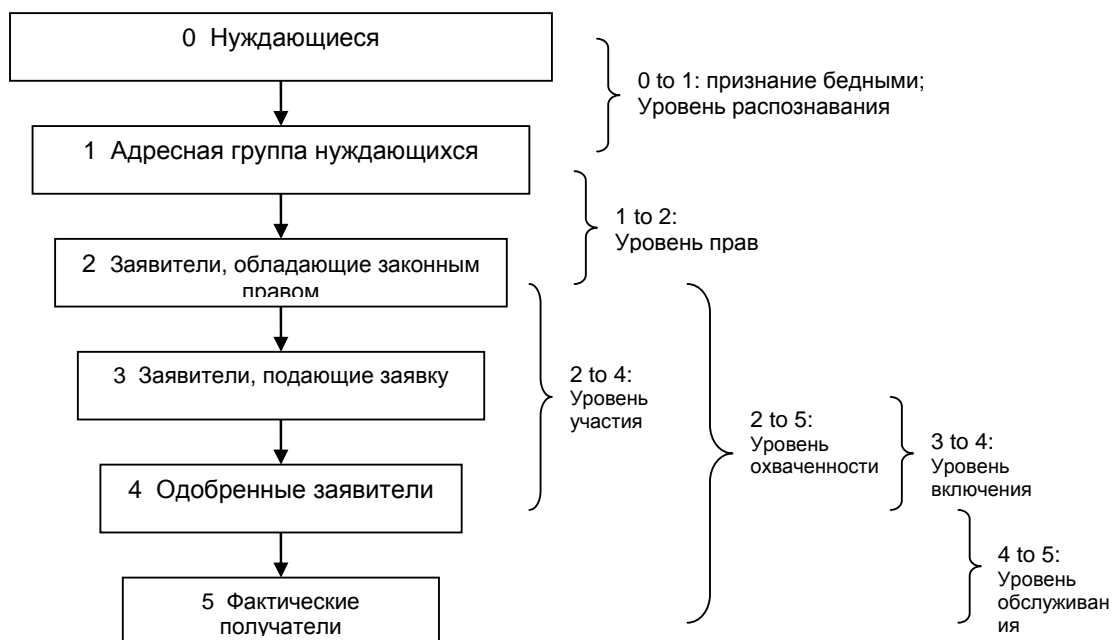 0 Нуждающиеся
0 to 1: признание бедными;
Уровень распознавания
1 Адресная группа нуждающихся
1 to 2:
Уровень прав
2 Заявители, обладающие законным
правом
3 Заявители, подающие заявку
2 to 4:
Уровень
участия
2 to 5:
Уровень
охваченности
3 to 4:
Уровень
включения
4 Одобренные заявители
4 to 5:
Уровень
обслуживан
ия
5 Фактические
получатели